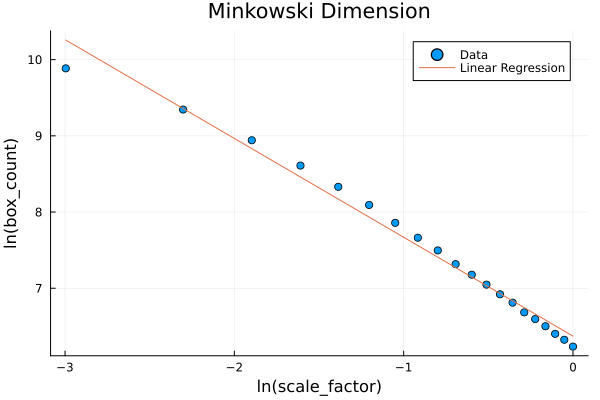 Minkowski Dimension
Data
Linear Regression
10
9
8
7
ln(box_count)
−3
−2
−1
0
ln(scale_factor)